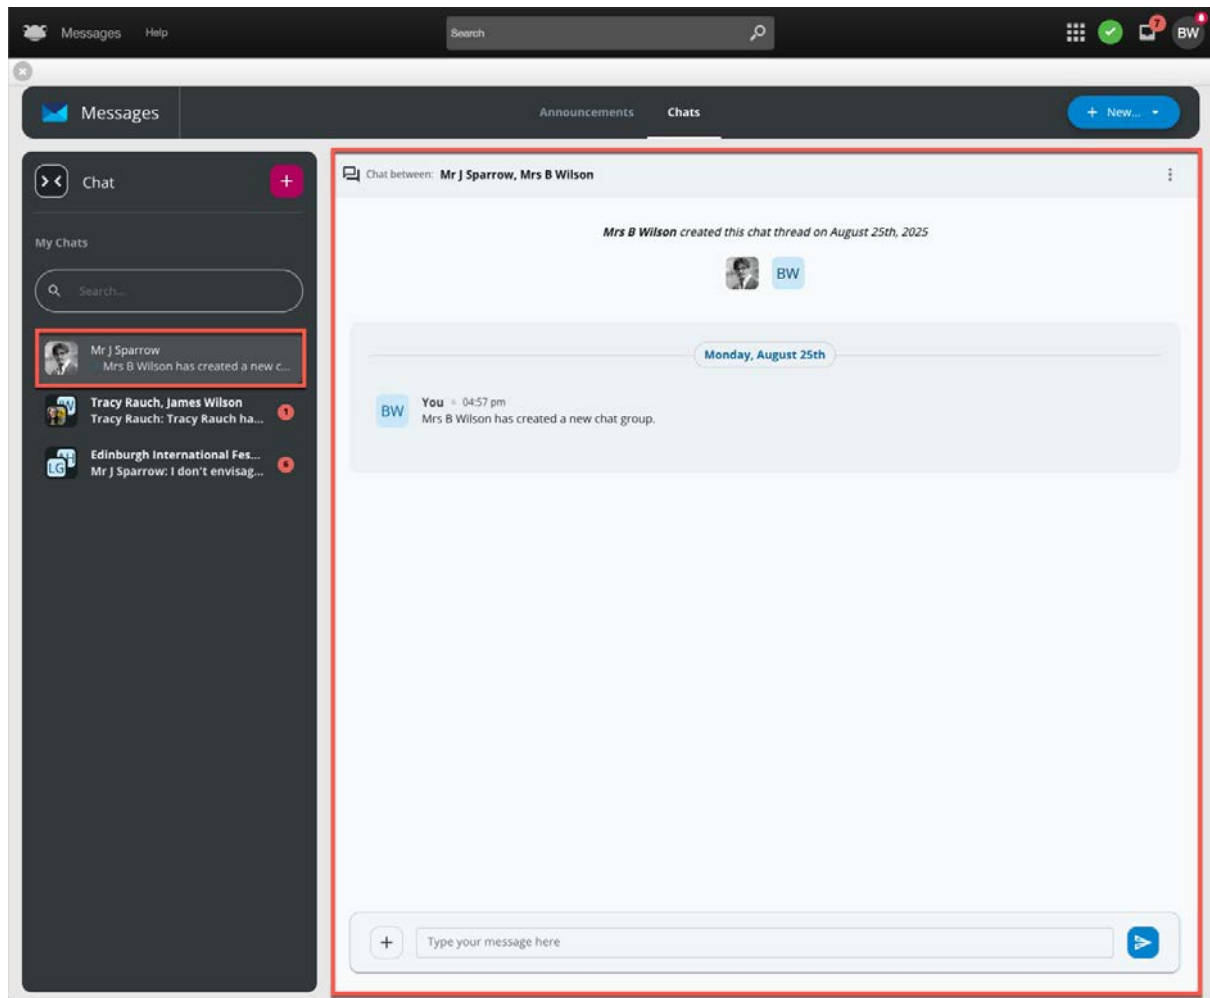 Messages Help Search 7 BW
Messages Announcements Chats + New...
Chat +
My Chats
Search...
Mr J Sparrow
Mrs B Wilson has created a new c...
Tracy Rauch, James Wilson
Tracy Rauch: Tracy Rauch ha... 1
Edinburgh International Fes...
LG Mr J Sparrow: I don't envisag... 6
Chat between: Mr J Sparrow, Mrs B Wilson
Mrs B Wilson created this chat thread on August 25th, 2025
BW
Monday, August 25th
BW You 04:57 pm
Mrs B Wilson has created a new chat group.
+ Type your message here